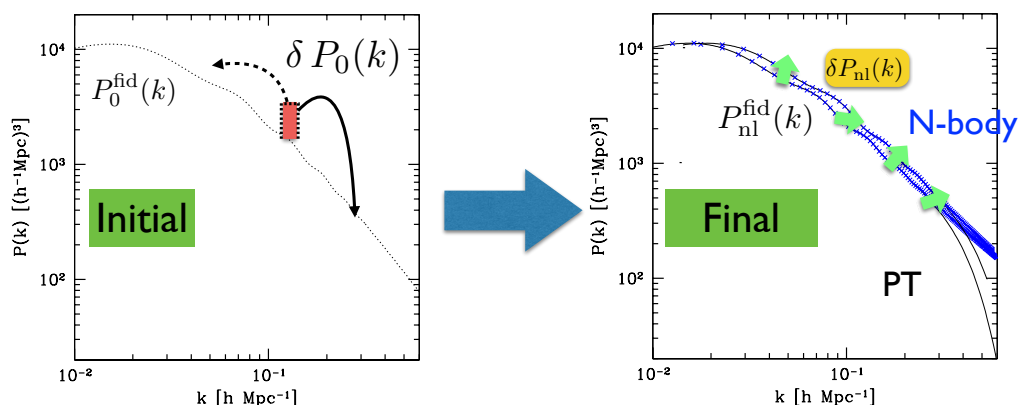 10⁴
10³
10²
P(k) [(h⁻¹Mpc)³]
P₀^fid(k)
δ P₀(k)
Initial
10⁻²
10⁻¹
k [h Mpc⁻¹]
10⁴
10³
10²
P(k) [(h⁻¹Mpc)³]
δP_nl(k)
P_nl^fid(k)
N-body
Final
PT
10⁻²
10⁻¹
k [h Mpc⁻¹]